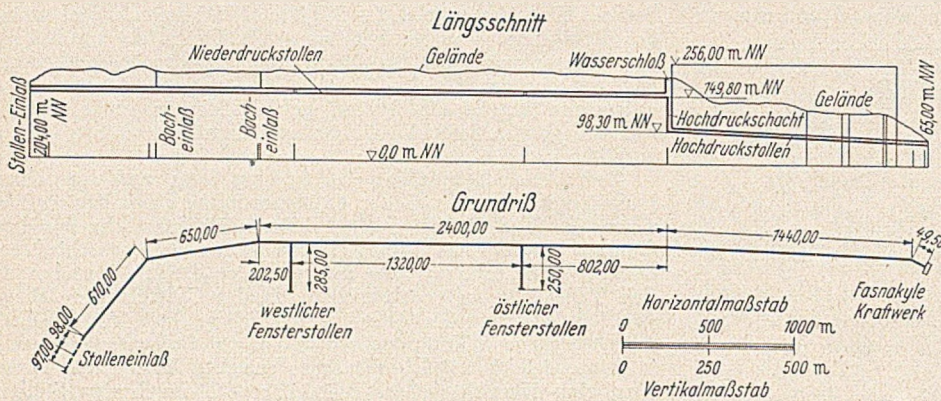 Längsschnitt
Niederdruckstollen
Gelände
Wasserschloß
256,00 m NN
149,80 m NN
Gelände
Stollen-Einlaß
204,00 m
NN
Bach-
einlaß
Bach-
einlaß
98,30 m NN
Hochdruckschacht
Hochdruckstollen
65,00 m NN
0,0 m NN
Grundriß
650,00
2400,00
1440,00
610,00
202,50
285,00
1320,00
250,00
802,00
98,00
97,00
Stolleneinlaß
westlicher
Fensterstollen
östlicher
Fensterstollen
Fasnakyle
Kraftwerk
Horizontalmaßstab
0 500 1000 m
0 250 500 m
Vertikalmaßstab